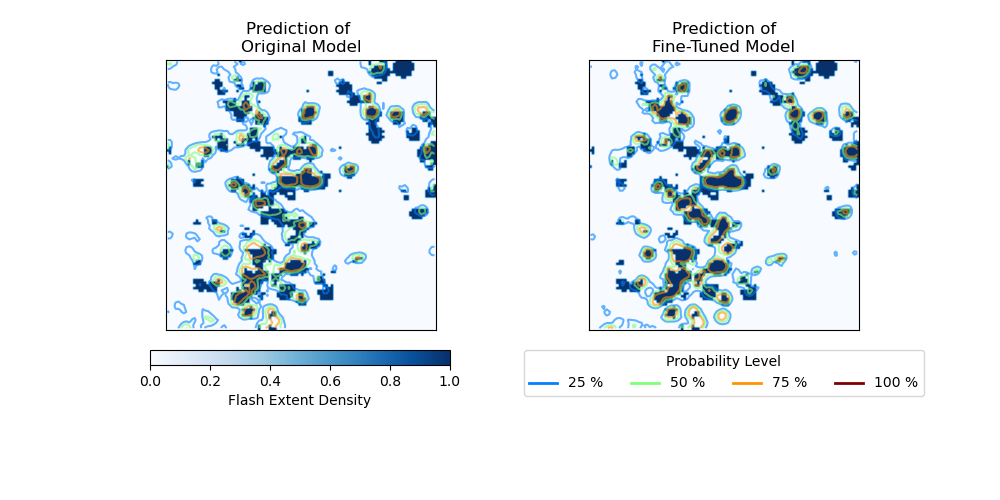 Prediction of
Original Model
Prediction of
Fine-Tuned Model
0.0 0.2 0.4 0.6 0.8 1.0
Flash Extent Density
Probability Level
25 % 50 % 75 % 100 %